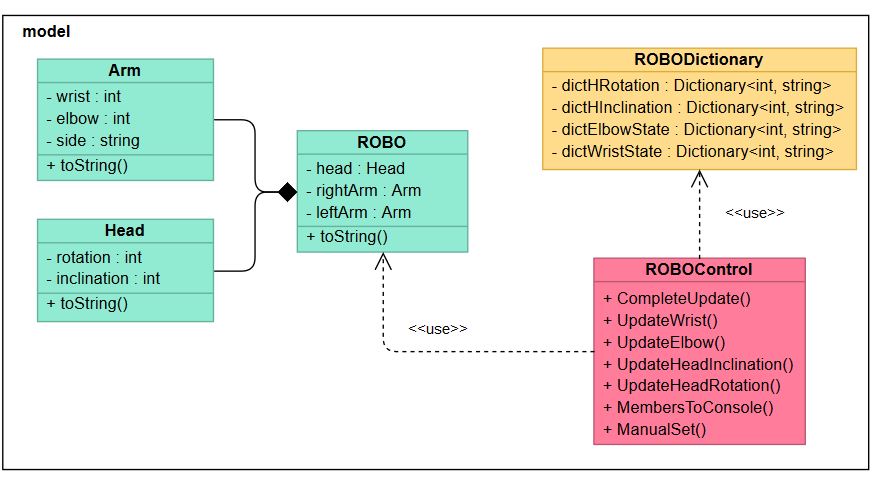 model
Arm
- wrist : int
- elbow : int
- side : string
+ toString()
Head
- rotation : int
- inclination : int
+ toString()
ROBO
- head : Head
- rightArm : Arm
- leftArm : Arm
+ toString()
ROBODictionary
- dictHRotation : Dictionary<int, string>
- dictHInclination : Dictionary<int, string>
- dictElbowState : Dictionary<int, string>
- dictWristState : Dictionary<int, string>
<<use>>
<<use>>
ROBOControl
+ CompleteUpdate()
+ UpdateWrist()
+ UpdateElbow()
+ UpdateHeadInclination()
+ UpdateHeadRotation()
+ MembersToConsole()
+ ManualSet()